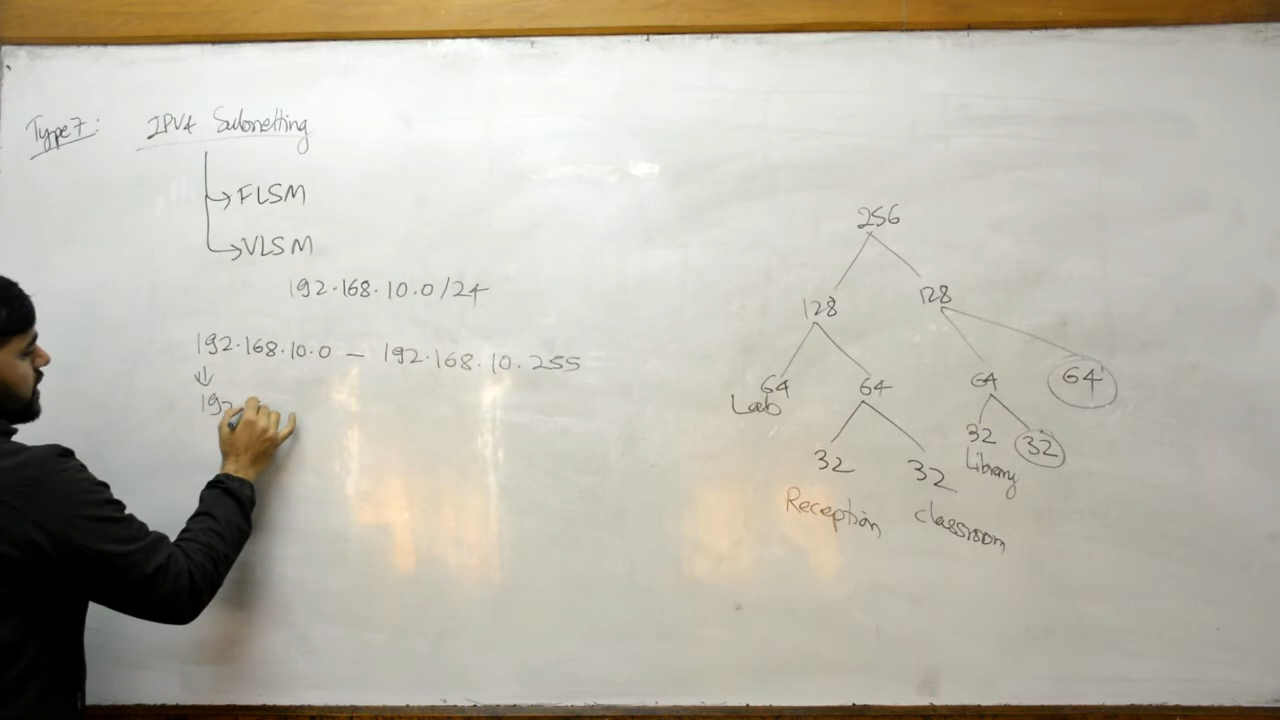 Type 7: IPV4 Subnetting
FLSM
VLSM
192.168.10.0/24
192.168.10.0 – 192.168.10.255
192
256
128 128
64 64 64 64
Lab
32 32 32 32
Library
Reception classroom